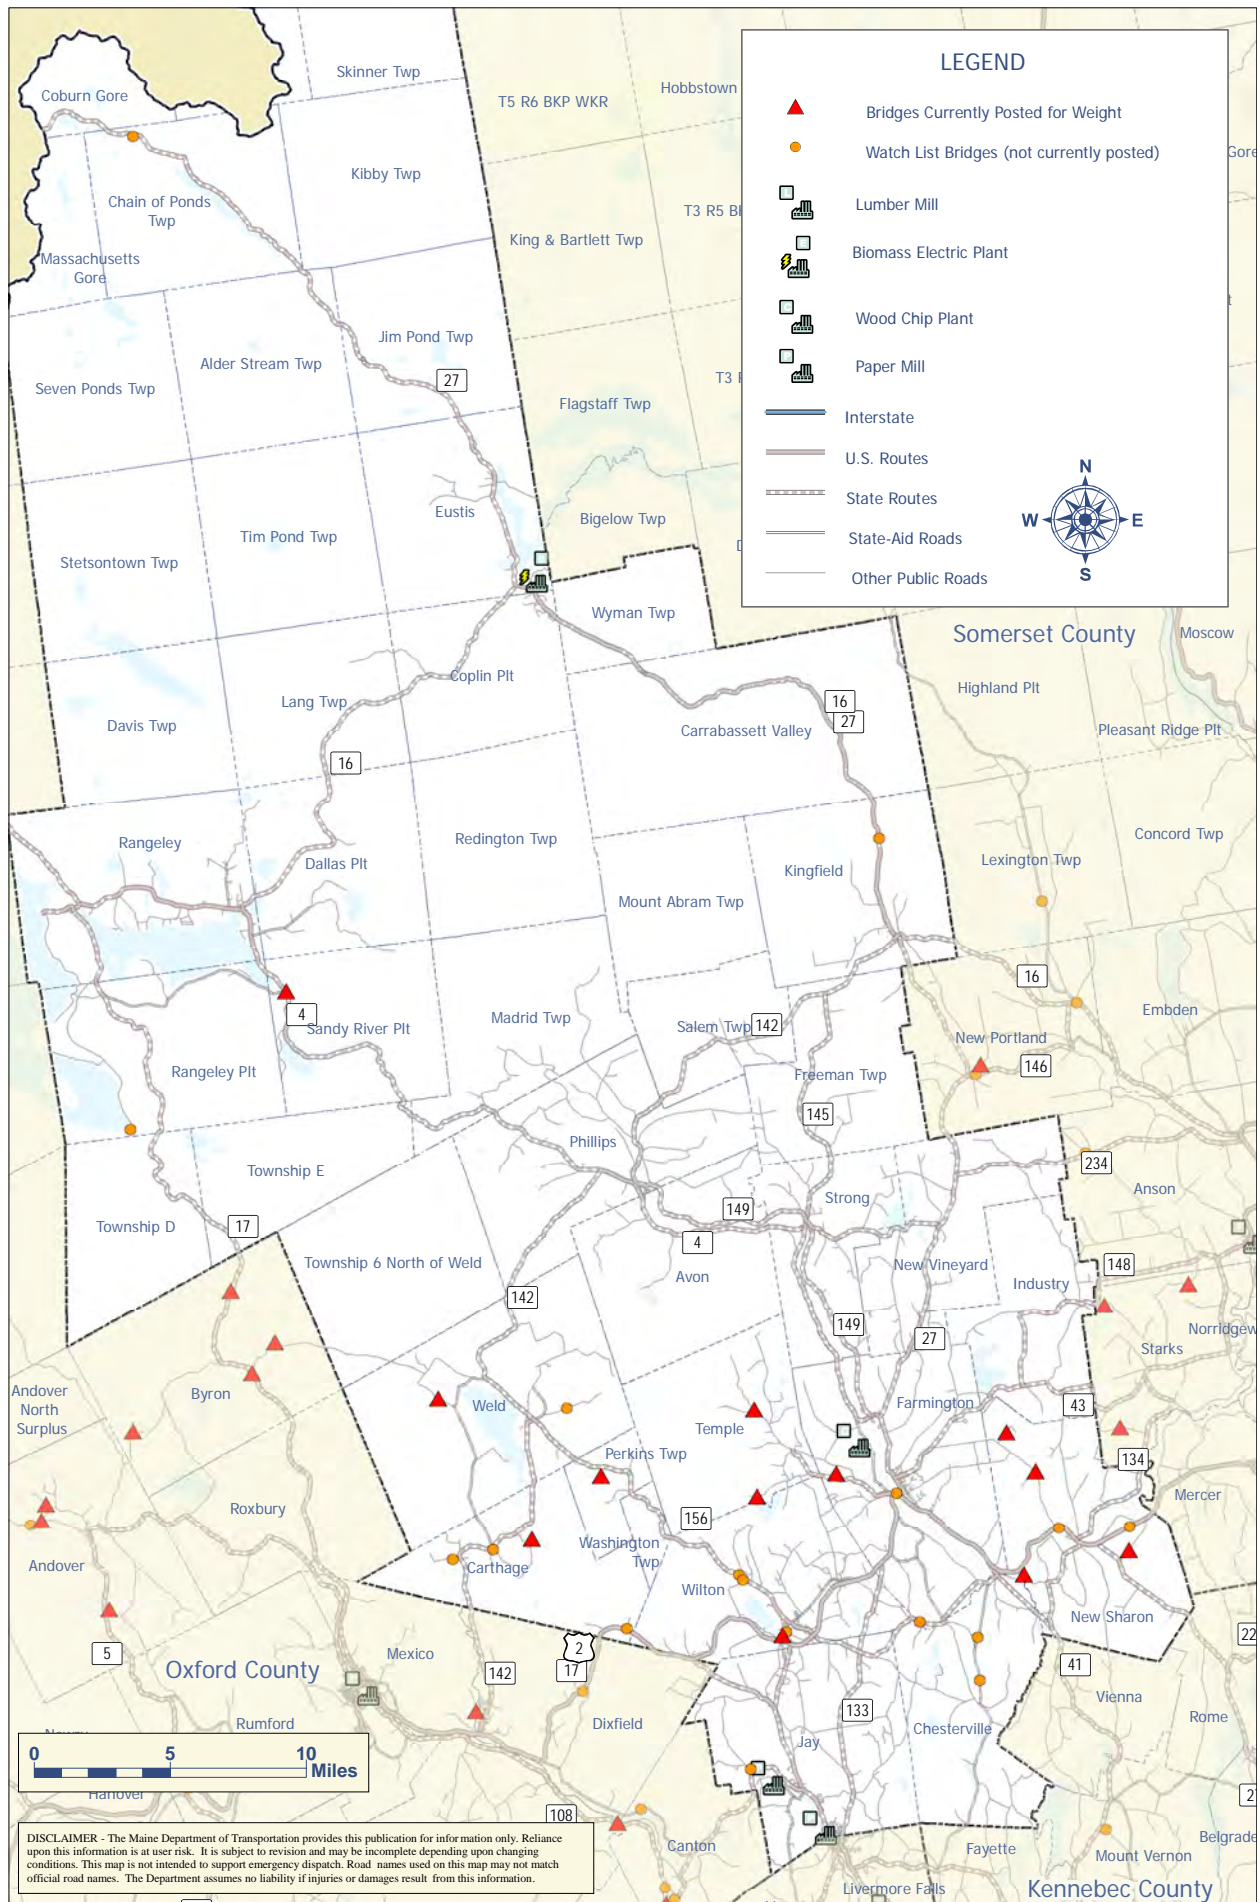 LEGEND
Bridges Currently Posted for Weight
Watch List Bridges (not currently posted)
Lumber Mill
Biomass Electric Plant
Wood Chip Plant
Paper Mill
Interstate
U.S. Routes
State Routes
State-Aid Roads
Other Public Roads
N
W
E
S
Skinner Twp
Coburn Gore
T5 R6 BKP WKR
Hobbstown
Gore
Kibby Twp
Chain of Ponds
Twp
T3 R5 B
King & Bartlett Twp
Massachusetts
Gore
Jim Pond Twp
Alder Stream Twp
Seven Ponds Twp
27
T3
Flagstaff Twp
Eustis
Bigelow Twp
Tim Pond Twp
Stetsontown Twp
Wyman Twp
Somerset County
Moscow
Coplin Plt
Highland Plt
Lang Twp
16
27
Davis Twp
Carrabassett Valley
Pleasant Ridge Plt
16
Rangeley
Redington Twp
Concord Twp
Dallas Plt
Lexington Twp
Kingfield
Mount Abram Twp
16
4
Sandy River Plt
Madrid Twp
Salem Twp
142
Embden
New Portland
146
Rangeley Plt
Freeman Twp
145
Phillips
Township E
234
Anson
Strong
149
Township D
17
4
Township 6 North of Weld
Avon
New Vineyard
148
Industry
142
149
27
Norridgew
Starks
Andover
North
Surplus
Byron
Weld
Farmington
43
Temple
Perkins Twp
134
Mercer
Roxbury
156
Washington
Twp
Andover
Carthage
Wilton
New Sharon
2
17
5
Oxford County
Mexico
142
41
22
Vienna
133
Rome
Rumford
Dixfield
Chesterville
Jay
0
5
10
Miles
Hanover
27
108
Canton
Belgrade
Fayette
Mount Vernon
Livermore Falls
Kennebec County
DISCLAIMER - The Maine Department of Transportation provides this publication for information only. Reliance
upon this information is at user risk. It is subject to revision and may be incomplete depending upon changing
conditions. This map is not intended to support emergency dispatch. Road names used on this map may not match
official road names. The Department assumes no liability if injuries or damages result from this information.